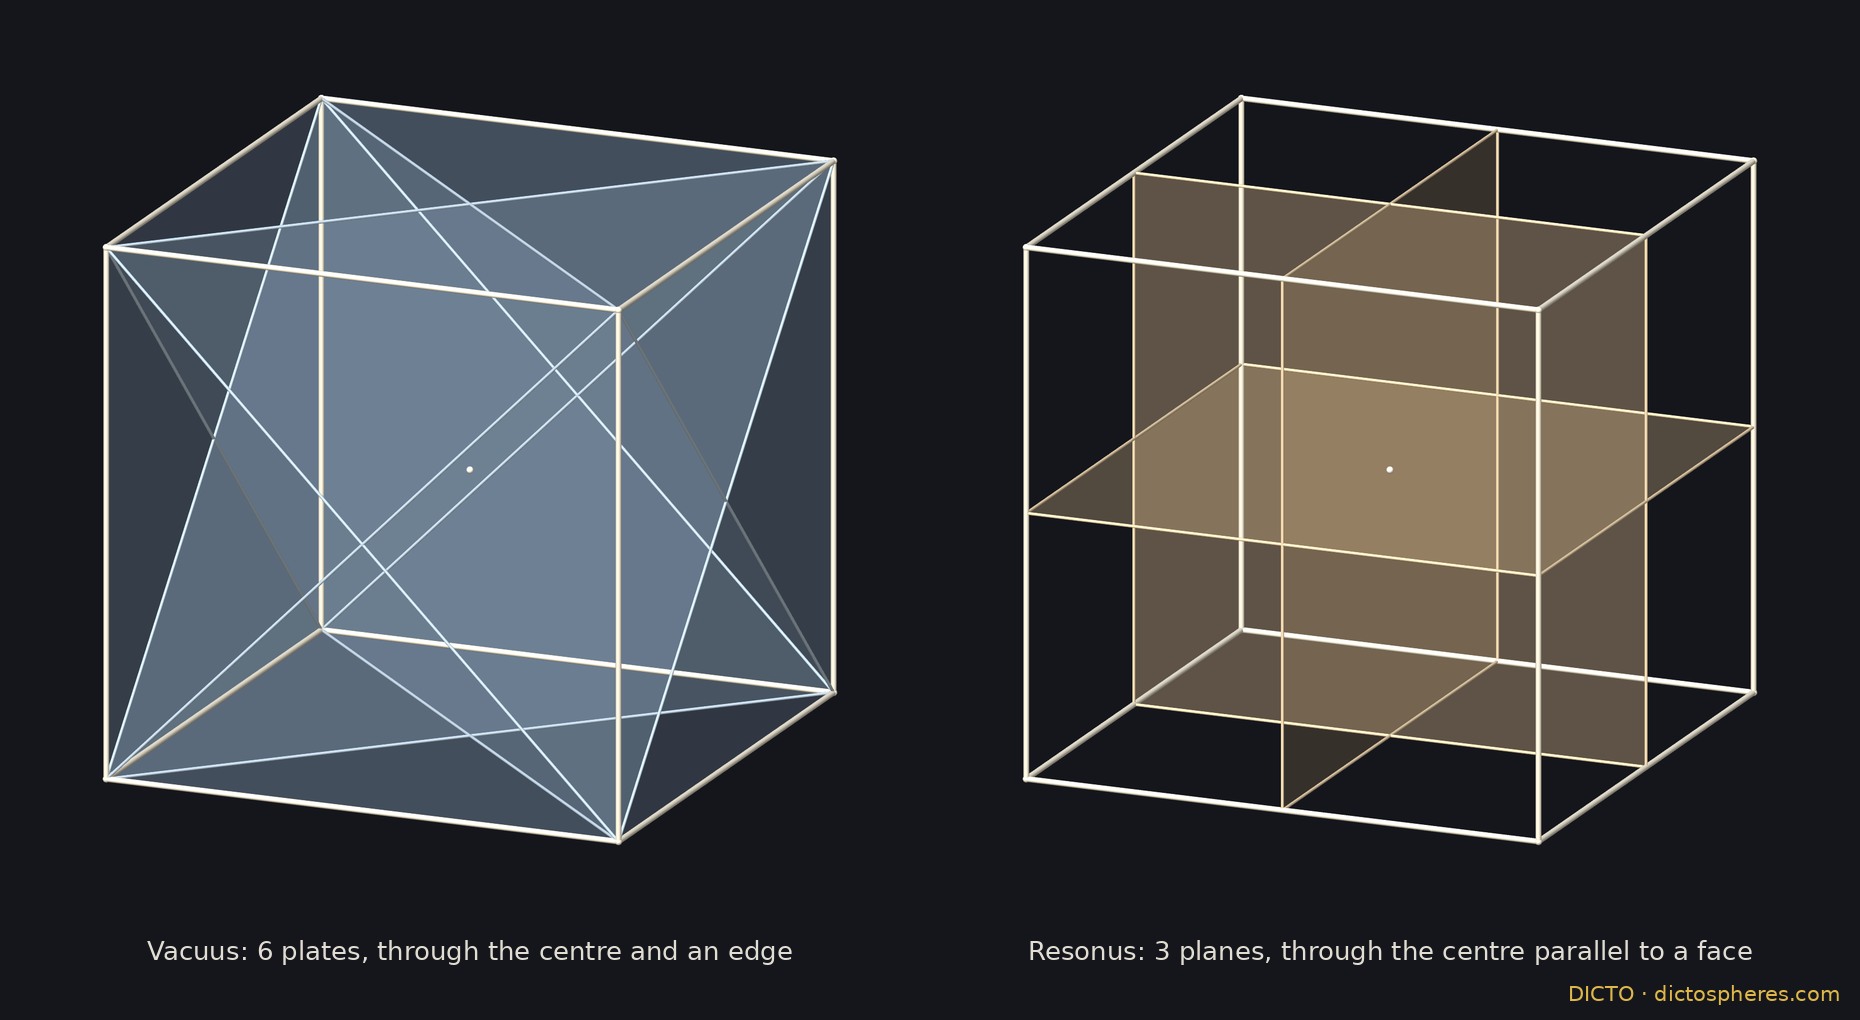 Vacuus: 6 plates, through the centre and an edge
Resonus: 3 planes, through the centre parallel to a face
DICTO · dictospheres.com